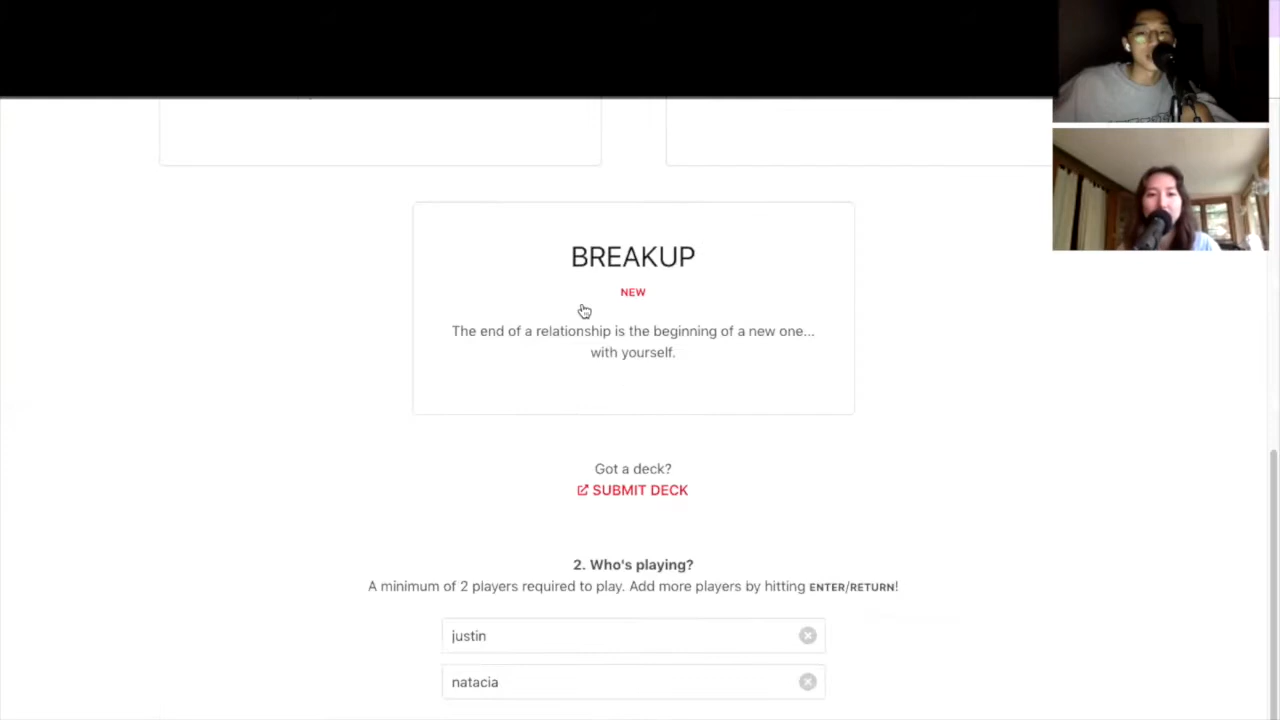 BREAKUP
NEW
The end of a relationship is the beginning of a new one...
with yourself.
Got a deck?
SUBMIT DECK
2. Who's playing?
A minimum of 2 players required to play. Add more players by hitting ENTER/RETURN!
justin
natacia